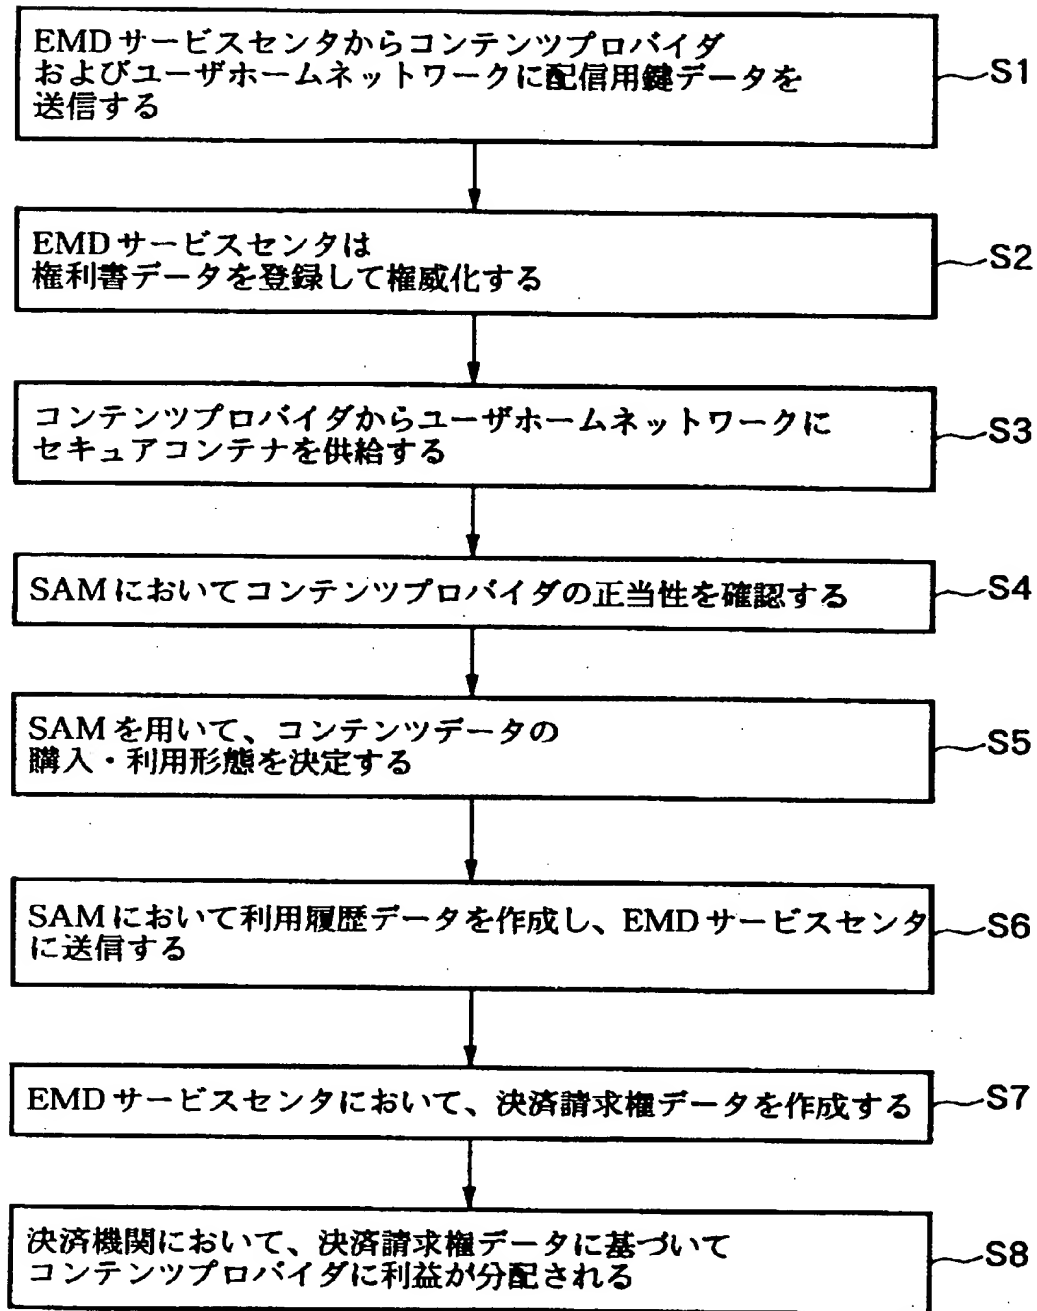 EMDサービスセンタからコンテンツプロバイダ
およびユーザホームネットワークに配信用鍵データを
送信する
S1
EMDサービスセンタは
権利書データを登録して権威化する
S2
コンテンツプロバイダからユーザホームネットワークに
セキュアコンテナを供給する
S3
SAMにおいてコンテンツプロバイダの正当性を確認する
S4
SAMを用いて、コンテンツデータの
購入・利用形態を決定する
S5
SAMにおいて利用履歴データを作成し、EMDサービスセンタ
に送信する
S6
EMDサービスセンタにおいて、決済請求権データを作成する
S7
決済機関において、決済請求権データに基づいて
コンテンツプロバイダに利益が分配される
S8